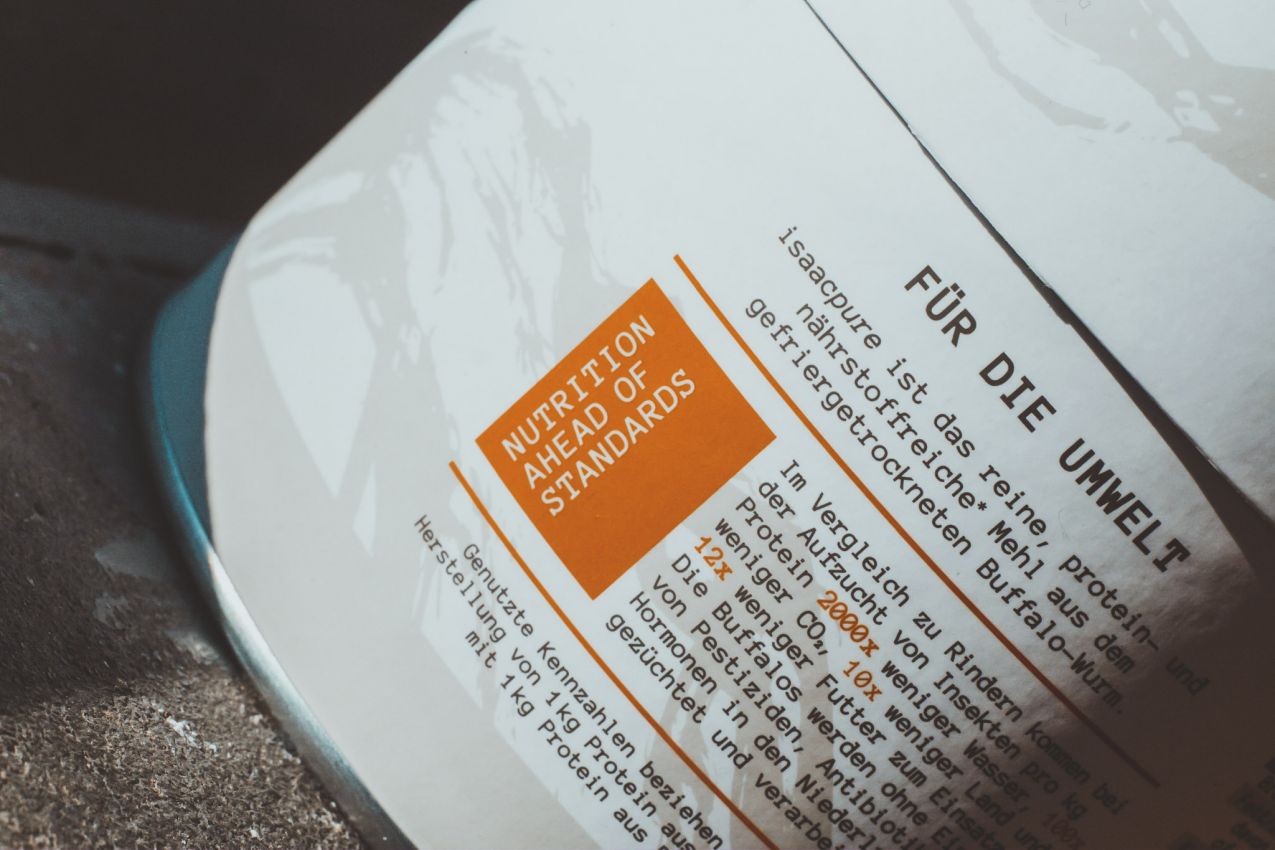 FÜR DIE UMWELT
isaacpure ist das reine, protein- und
nährstoffreiche* Mehl aus dem
gefriergetrockneten Buffalo-Wurm.
NUTRITION
AHEAD OF
STANDARDS
Im Vergleich zu Rindern kommen bei
der Aufzucht von Insekten pro kg
Protein 2000x weniger Wasser, 100x
weniger CO₂, 10x weniger Land und
12x weniger Futter zum Einsatz
Die Buffalos werden ohne
von Pestiziden,
Hormonen in den
gezüchtet und
Genutzte Kennzahlen beziehen
Herstellung von 1kg Protein aus
mit 1kg Protein aus